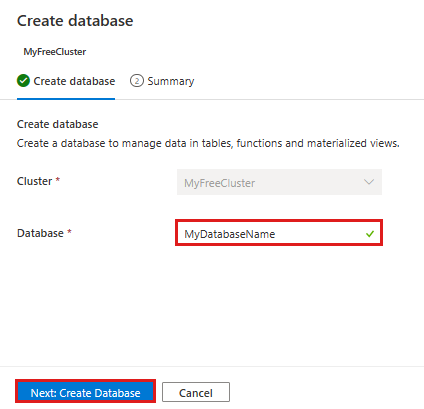 Create database
MyFreeCluster
Create database
2 Summary
Create database
Create a database to manage data in tables, functions and materialized views.
Cluster *
MyFreeCluster
Database *
MyDatabaseName
Next: Create Database
Cancel